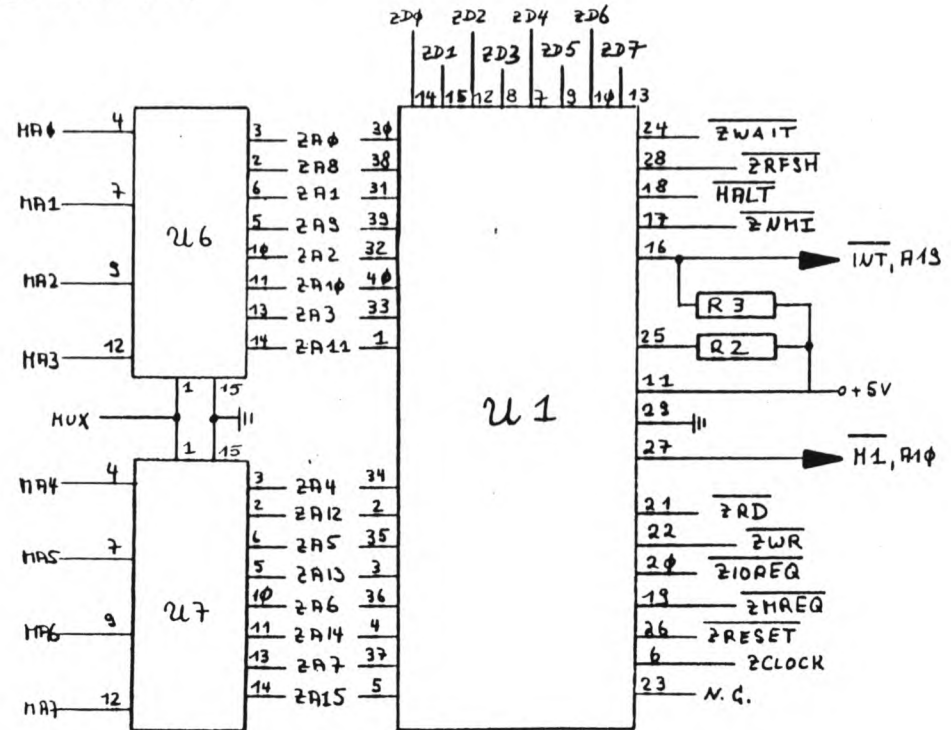 ZDφ ZD2 ZD4 ZD6
ZD1 ZD3 ZD5 ZD7
14 15 12 8 7 9 1φ 13
MAφ 4
MA1 7
MA2 9
MA3 12
U6
3 ZAφ 3φ
2 ZA8 38
6 ZA1 31
5 ZA9 39
1φ ZA2 32
11 ZA1φ 4φ
13 ZA3 33
14 ZA11 1
1 15
MUX
1 15
MA4 4
MA5 7
MA6 9
MA7 12
U7
3 ZA4 34
2 ZA12 2
6 ZA5 35
5 ZA13 3
1φ ZA6 36
11 ZA14 4
13 ZA7 37
14 ZA15 5
U1
24 ZWAIT
28 ZRFSH
18 HALT
17 ZNMI
16 INT, A19
R3
25 R2
11 +5V
29
27 M1, A1φ
21 ZRD
22 ZWR
2φ ZIOREQ
19 ZMREQ
26 ZRESET
6 ZCLOCK
23 N.C.